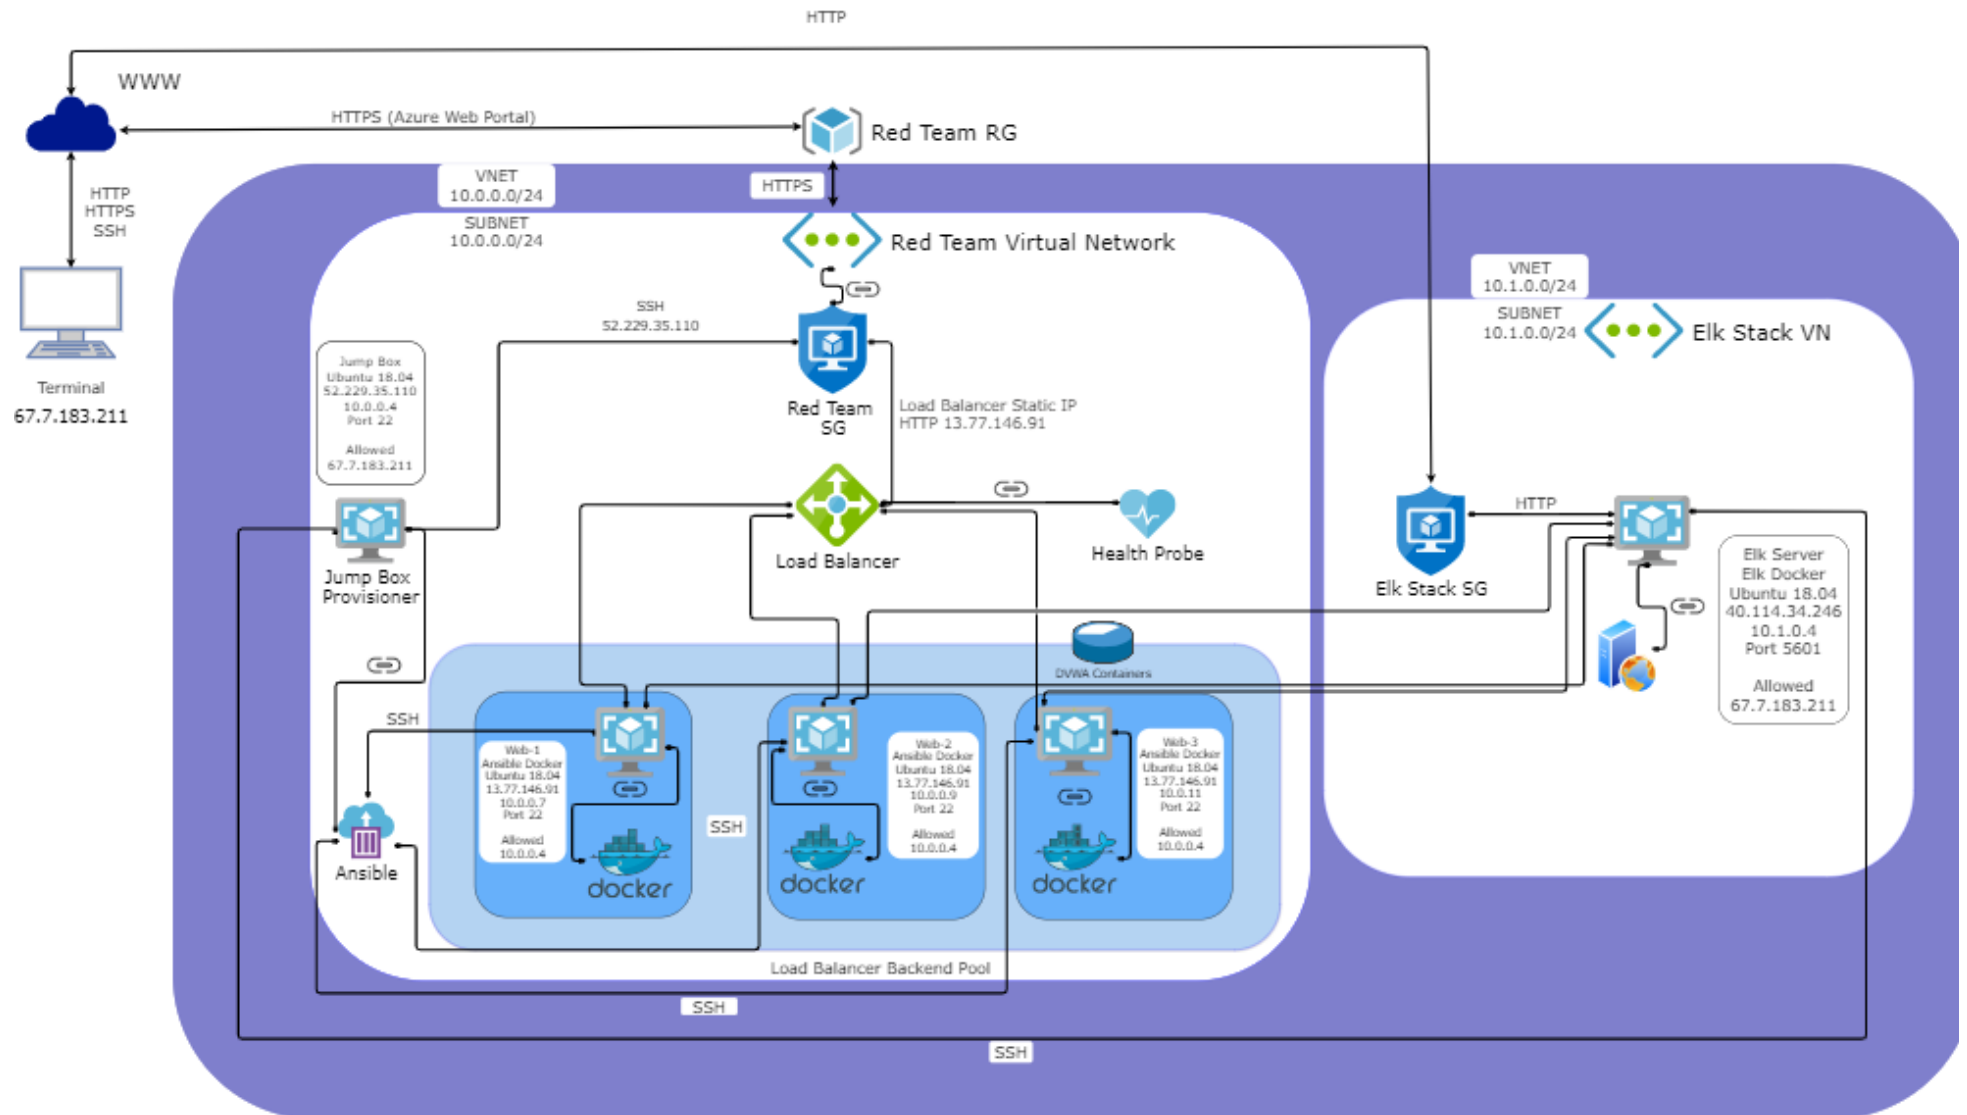 HTTP
WWW
HTTPS (Azure Web Portal)
Red Team RG
HTTP
HTTPS
SSH
VNET
10.0.0.0/24
HTTPS
SUBNET
10.0.0.0/24
Red Team Virtual Network
VNET
10.1.0.0/24
SUBNET
10.1.0.0/24
Elk Stack VN
SSH
52.229.35.110
Terminal
67.7.183.211
Jump Box
Ubuntu 18.04
52.229.35.110
10.0.0.4
Port 22
Allowed
67.7.183.211
Red Team
SG
Load Balancer Static IP
HTTP 13.77.146.91
Jump Box
Provisioner
Load Balancer
Health Probe
Elk Stack SG
HTTP
Elk Server
Elk Docker
Ubuntu 18.04
40.114.34.246
10.1.0.4
Port 5601
Allowed
67.7.183.211
DVWA Containers
SSH
Web-1
Ansible Docker
Ubuntu 18.04
13.77.146.91
10.0.0.7
Port 22
Allowed
10.0.0.4
docker
SSH
Web-2
Ansible Docker
Ubuntu 18.04
13.77.146.91
10.0.0.9
Port 22
Allowed
10.0.0.4
docker
Web-3
Ansible Docker
Ubuntu 18.04
13.77.146.91
10.0.11
Port 22
Allowed
10.0.0.4
docker
Ansible
Load Balancer Backend Pool
SSH
SSH